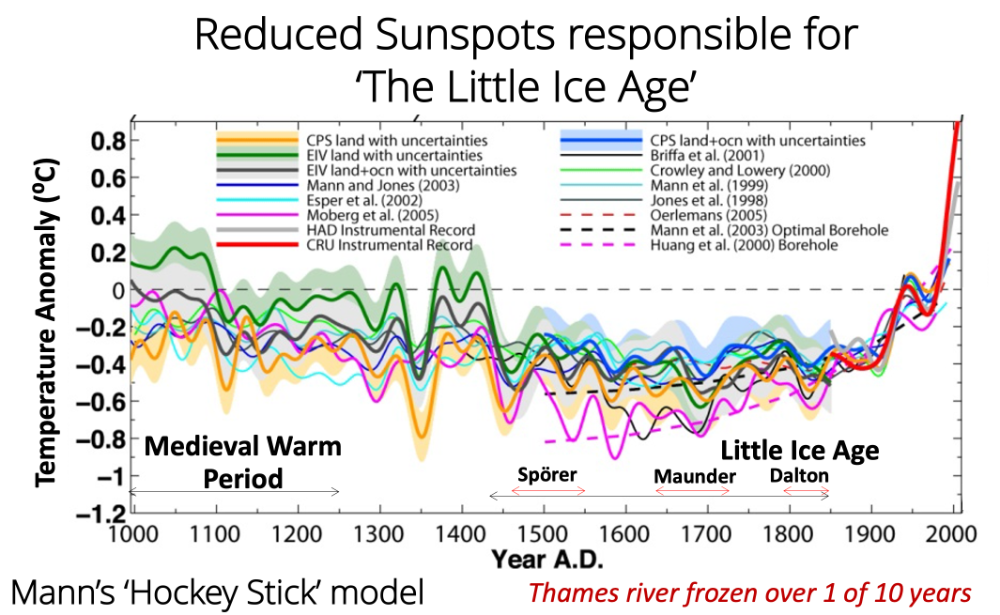 Reduced Sunspots responsible for
‘The Little Ice Age’
CPS land with uncertainties
EIV land with uncertainties
EIV land+ocn with uncertainties
Mann and Jones (2003)
Esper et al. (2002)
Moberg et al. (2005)
HAD Instrumental Record
CRU Instrumental Record
CPS land+ocn with uncertainties
Briffa et al. (2001)
Crowley and Lowery (2000)
Mann et al. (1999)
Jones et al. (1998)
Oerlemans (2005)
Mann et al. (2003) Optimal Borehole
Huang et al. (2000) Borehole
Temperature Anomaly (⁰C)
0.8
0.6
0.4
0.2
0
−0.2
−0.4
−0.6
−0.8
−1
−1.2
Medieval Warm
Period
Little Ice Age
Spörer
Maunder
Dalton
1000 1100 1200 1300 1400 1500 1600 1700 1800 1900 2000
Year A.D.
Mann’s ‘Hockey Stick’ model
Thames river frozen over 1 of 10 years